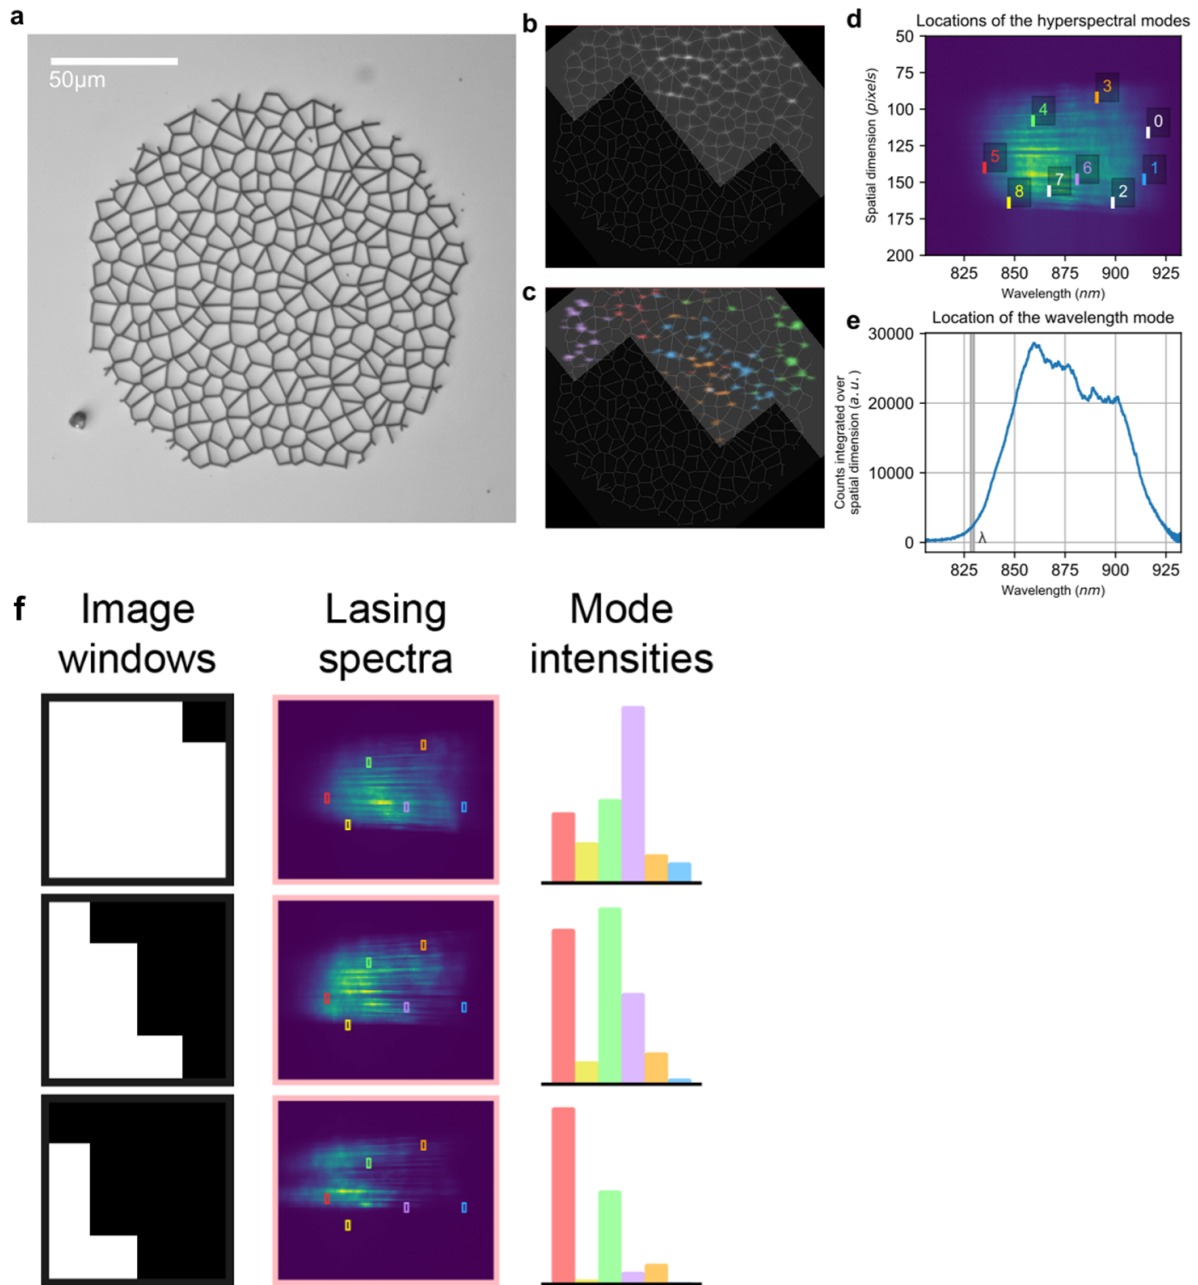 a
50µm
b
c
d
Locations of the hyperspectral modes
50
75
100
125
150
175
200
Spatial dimension (pixels)
3
4
0
5
6
1
7
8
2
825 850 875 900 925
Wavelength (nm)
e
Location of the wavelength mode
30000
20000
10000
0
Counts integrated over
spatial dimension (a.u.)
λ
825 850 875 900 925
Wavelength (nm)
f
Image
windows
Lasing
spectra
Mode
intensities